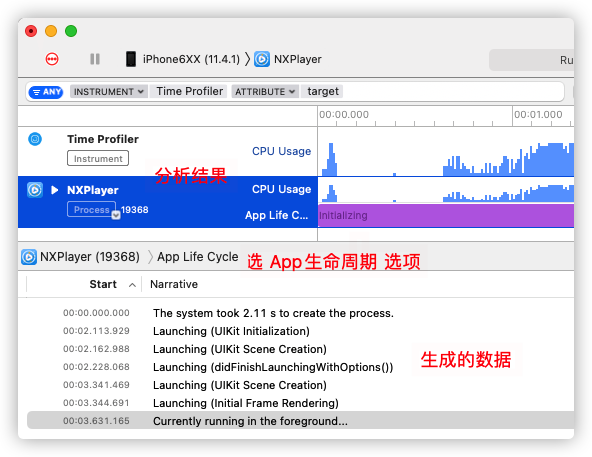 iPhone6XX (11.4.1) 〉 NXPlayer
Ru
ANY INSTRUMENT Time Profiler ATTRIBUTE target
00:00.000 00:01.000
Time Profiler
Instrument
CPU Usage
分析结果
NXPlayer
Process 19368
CPU Usage
App Life C...
Initializing
NXPlayer (19368) 〉 App Life Cycle
选 App生命周期 选项
Start Narrative
00:00.000.000 The system took 2.11 s to create the process.
00:02.113.929 Launching (UIKit Initialization)
00:02.162.988 Launching (UIKit Scene Creation)
00:02.228.068 Launching (didFinishLaunchingWithOptions())
00:03.341.469 Launching (UIKit Scene Creation)
00:03.344.691 Launching (Initial Frame Rendering)
00:03.631.165 Currently running in the foreground...
生成的数据